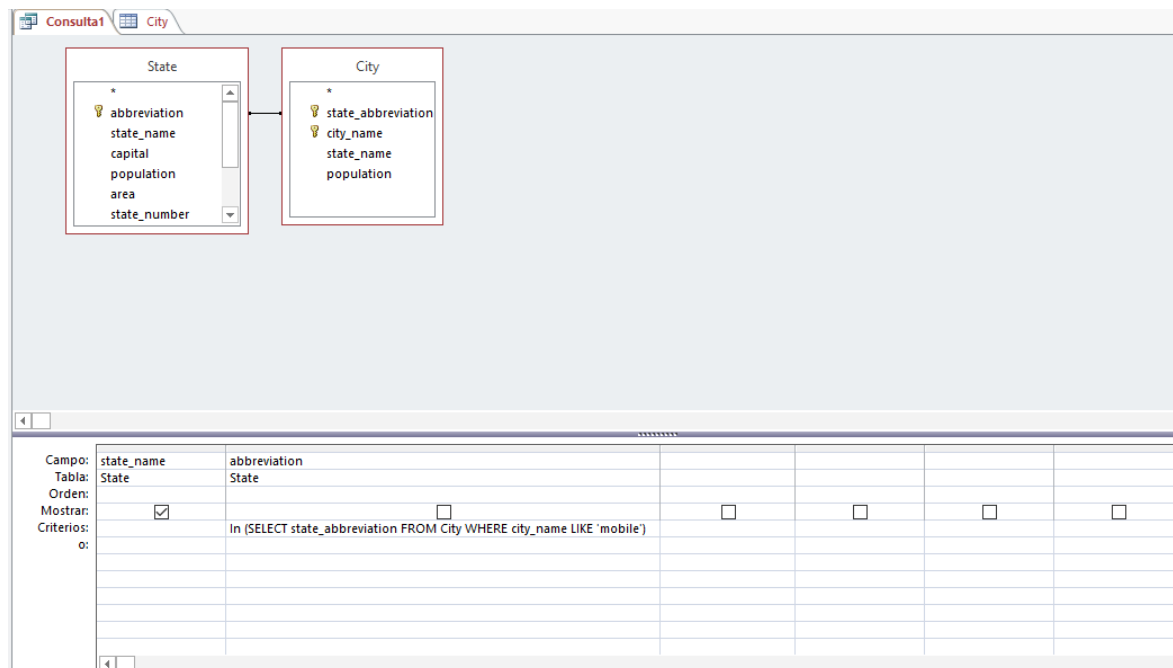 Consulta1 City
State
*
abbreviation
state_name
capital
population
area
state_number
City
*
state_abbreviation
city_name
state_name
population
Campo: state_name abbreviation
Tabla: State State
Orden:
Mostrar:
Criterios: In (SELECT state_abbreviation FROM City WHERE city_name LIKE 'mobile')
o: